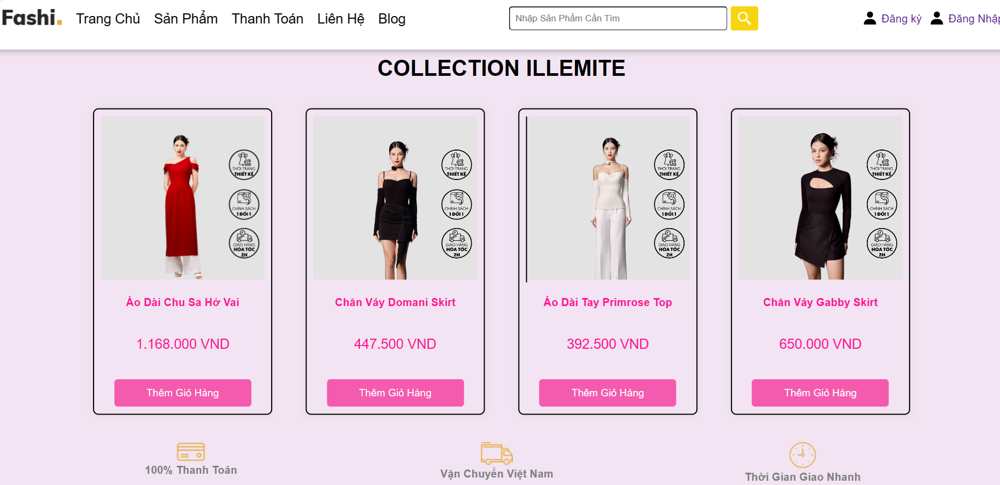 Fashi.
Trang Chủ
Sản Phẩm
Thanh Toán
Liên Hệ
Blog
Nhập Sản Phẩm Cần Tìm
Đăng ký
Đăng Nhập
COLLECTION ILLEMITE
THỜI TRANG
THIẾT KẾ
CHÍNH SÁCH
1 ĐỔI 1
GIAO HÀNG
HỎA TỐC
2H
Áo Dài Chu Sa Hở Vai
1.168.000 VND
Thêm Giỏ Hàng
THỜI TRANG
THIẾT KẾ
CHÍNH SÁCH
1 ĐỔI 1
GIAO HÀNG
HỎA TỐC
2H
Chân Váy Domani Skirt
447.500 VND
Thêm Giỏ Hàng
THỜI TRANG
THIẾT KẾ
CHÍNH SÁCH
1 ĐỔI 1
GIAO HÀNG
HỎA TỐC
2H
Áo Dài Tay Primrose Top
392.500 VND
Thêm Giỏ Hàng
THỜI TRANG
THIẾT KẾ
CHÍNH SÁCH
1 ĐỔI 1
GIAO HÀNG
HỎA TỐC
2H
Chân Váy Gabby Skirt
650.000 VND
Thêm Giỏ Hàng
100% Thanh Toán
Vận Chuyển Việt Nam
Thời Gian Giao Nhanh